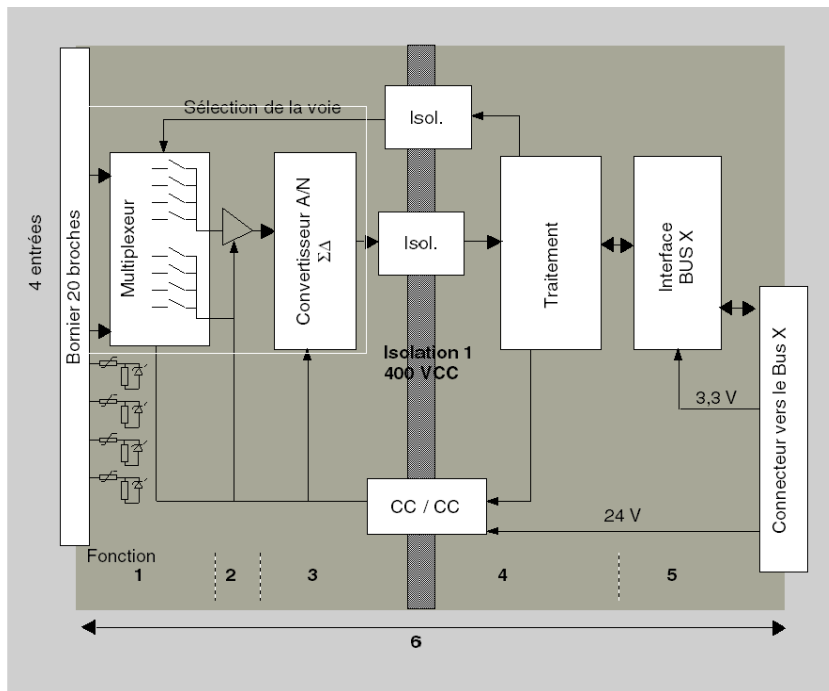 Sélection de la voie
Isol.
4 entrées
Bornier 20 broches
Multiplexeur
Convertisseur A/N
ΣΔ
Isol.
Traitement
Interface
BUS X
Isolation 1
400 VCC
3,3 V
Connecteur vers le Bus X
CC / CC
24 V
Fonction
1
2
3
4
5
6